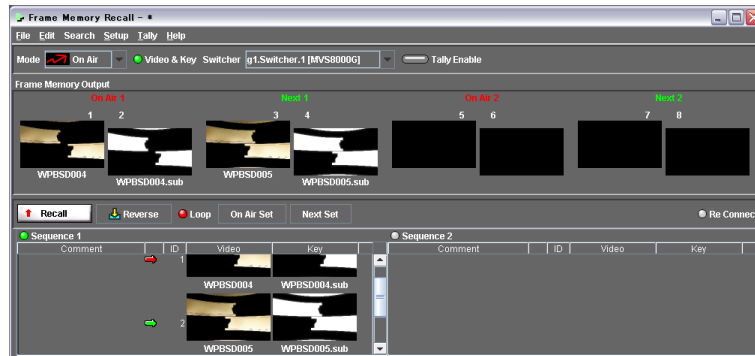 Frame Memory Recall - *
File Edit Search Setup Tally Help
Mode On Air Video & Key Switcher g1.Switcher.1 [MVS8000G] Tally Enable
Frame Memory Output
On Air 1 Next 1 On Air 2 Next 2
1 2 3 4 5 6 7 8
WPBSD004 WPBSD004.sub WPBSD005 WPBSD005.sub
Recall Reverse Loop On Air Set Next Set Re Connec
Sequence 1 Sequence 2
Comment ID Video Key Comment ID Video Key
1
WPBSD004 WPBSD004.sub
2
WPBSD005 WPBSD005.sub